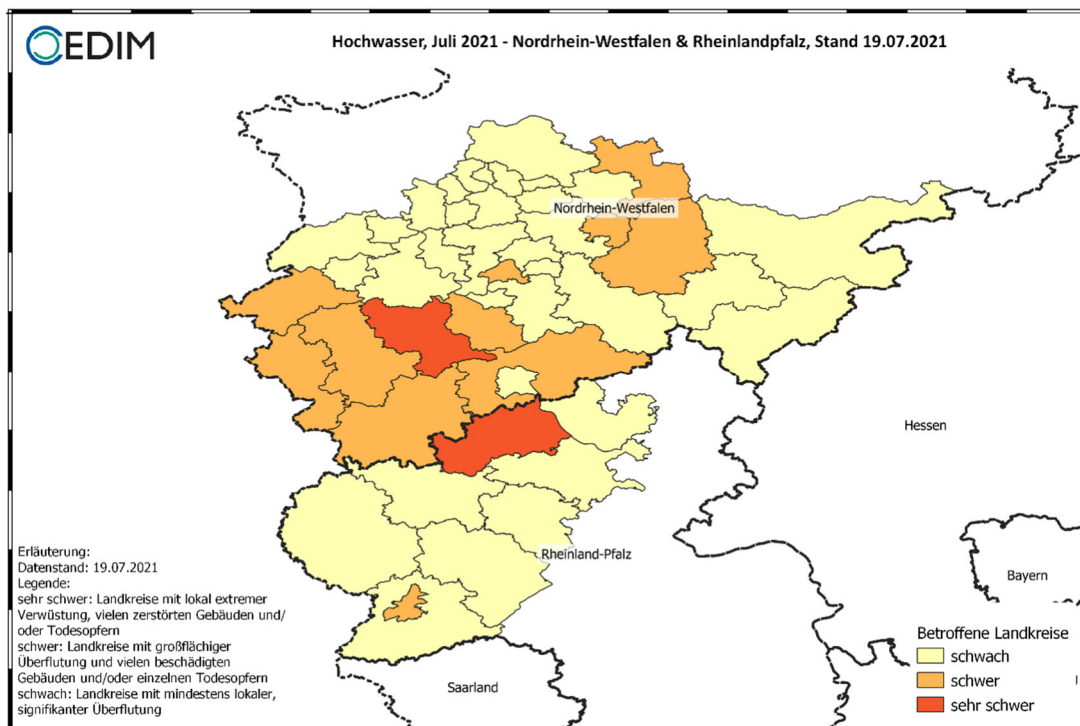 CEDIM
Hochwasser, Juli 2021 - Nordrhein-Westfalen & Rheinlandpfalz, Stand 19.07.2021
Nordrhein-Westfalen
Hessen
Rheinland-Pfalz
Bayern
Saarland
Erläuterung:
Datenstand: 19.07.2021
Legende:
sehr schwer: Landkreise mit lokal extremer
Verwüstung, vielen zerstörten Gebäuden und/
oder Todesopfern
schwer: Landkreise mit großflächiger
Überflutung und vielen beschädigten
Gebäuden und/oder einzelnen Todesopfern
schwach: Landkreise mit mindestens lokaler,
signifikanter Überflutung
Betroffene Landkreise
schwach
schwer
sehr schwer